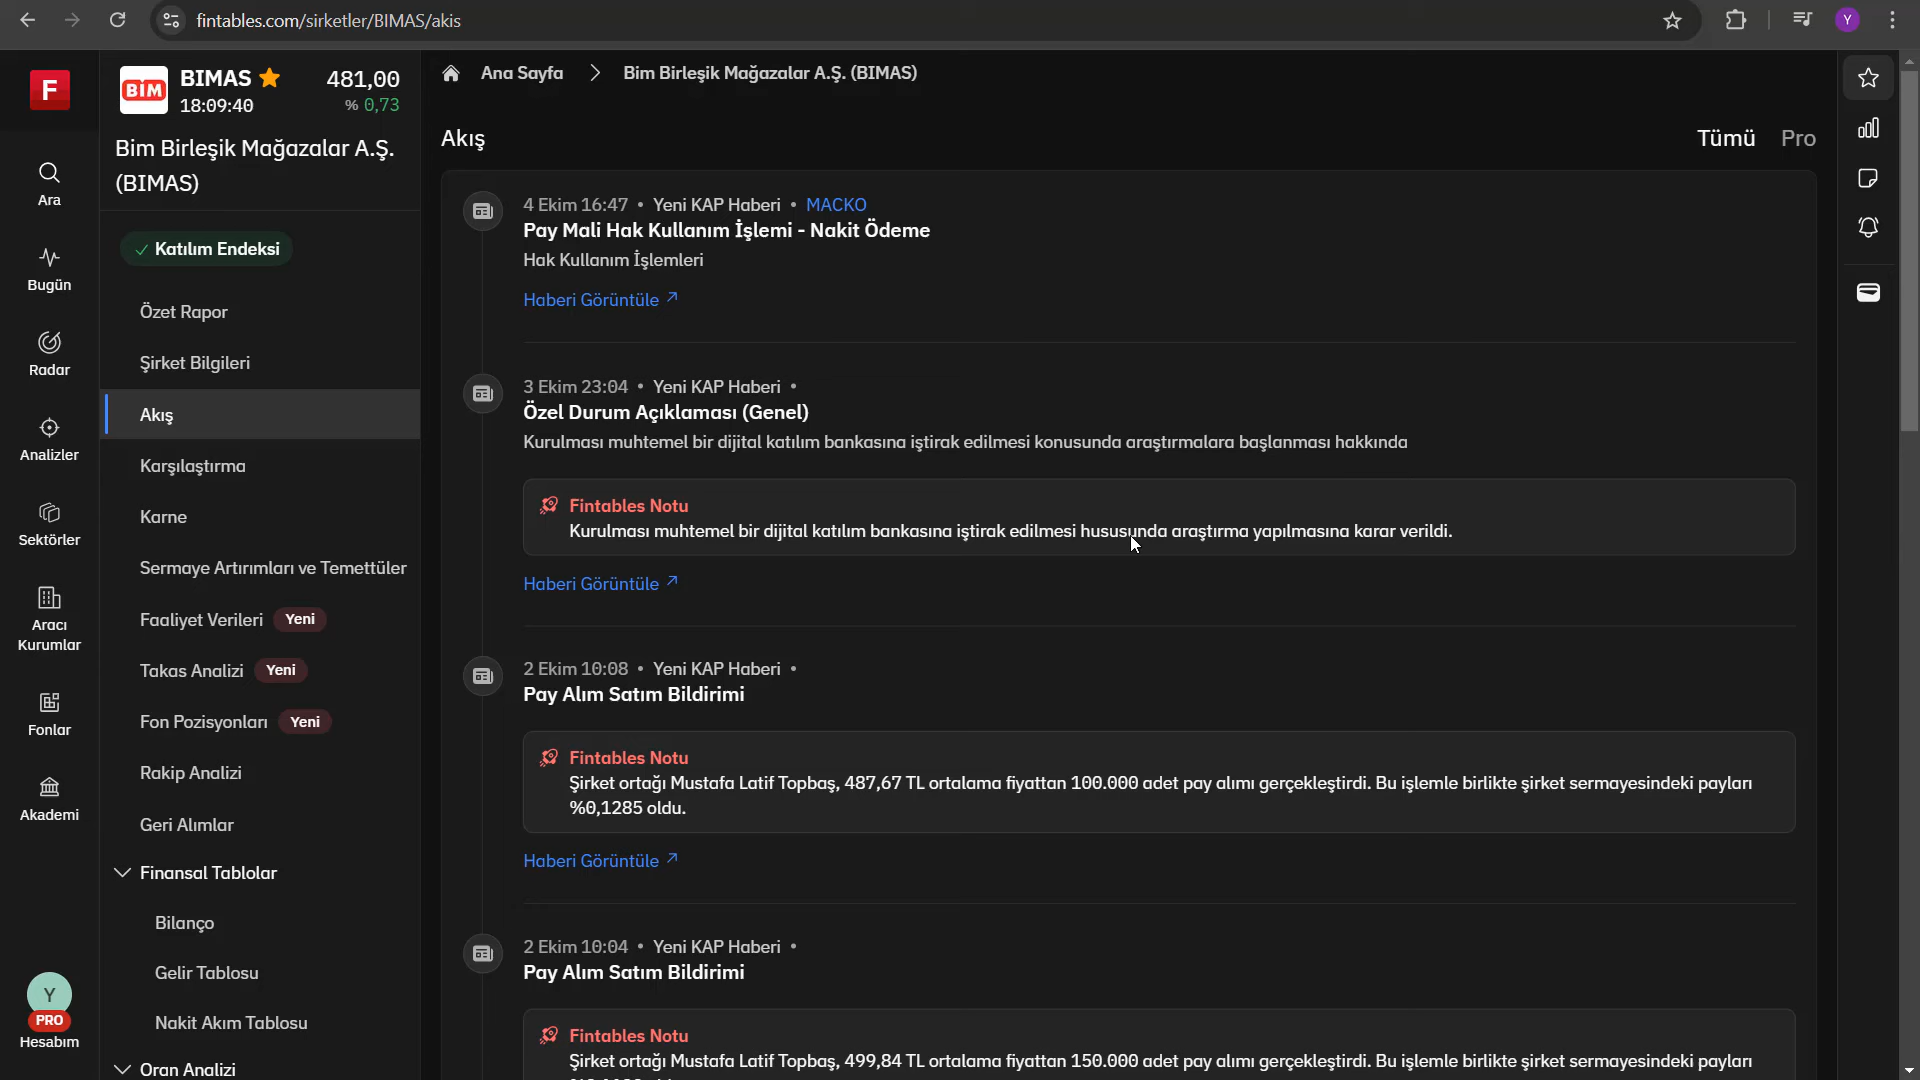 fintables.com/sirketler/BIMAS/akis
Y
F
BİM
BIMAS
481,00
18:09:40
% 0,73
Bim Birleşik Mağazalar A.Ş.
(BIMAS)
Ana Sayfa
Bim Birleşik Mağazalar A.Ş. (BIMAS)
Ara
Bugün
Radar
Analizler
Sektörler
Aracı
Kurumlar
Fonlar
Akademi
Y
PRO
Hesabım
Katılım Endeksi
Özet Rapor
Şirket Bilgileri
Akış
Karşılaştırma
Karne
Sermaye Artırımları ve Temettüler
Faaliyet Verileri Yeni
Takas Analizi Yeni
Fon Pozisyonları Yeni
Rakip Analizi
Geri Alımlar
Finansal Tablolar
Bilanço
Gelir Tablosu
Nakit Akım Tablosu
Oran Analizi
Akış
Tümü Pro
4 Ekim 16:47 • Yeni KAP Haberi • MACKO
Pay Mali Hak Kullanım İşlemi - Nakit Ödeme
Hak Kullanım İşlemleri
Haberi Görüntüle
3 Ekim 23:04 • Yeni KAP Haberi •
Özel Durum Açıklaması (Genel)
Kurulması muhtemel bir dijital katılım bankasına iştirak edilmesi konusunda araştırmalara başlanması hakkında
Fintables Notu
Kurulması muhtemel bir dijital katılım bankasına iştirak edilmesi hususunda araştırma yapılmasına karar verildi.
Haberi Görüntüle
2 Ekim 10:08 • Yeni KAP Haberi •
Pay Alım Satım Bildirimi
Fintables Notu
Şirket ortağı Mustafa Latif Topbaş, 487,67 TL ortalama fiyattan 100.000 adet pay alımı gerçekleştirdi. Bu işlemle birlikte şirket sermayesindeki payları
%0,1285 oldu.
Haberi Görüntüle
2 Ekim 10:04 • Yeni KAP Haberi •
Pay Alım Satım Bildirimi
Fintables Notu
Şirket ortağı Mustafa Latif Topbaş, 499,84 TL ortalama fiyattan 150.000 adet pay alımı gerçekleştirdi. Bu işlemle birlikte şirket sermayesindeki payları